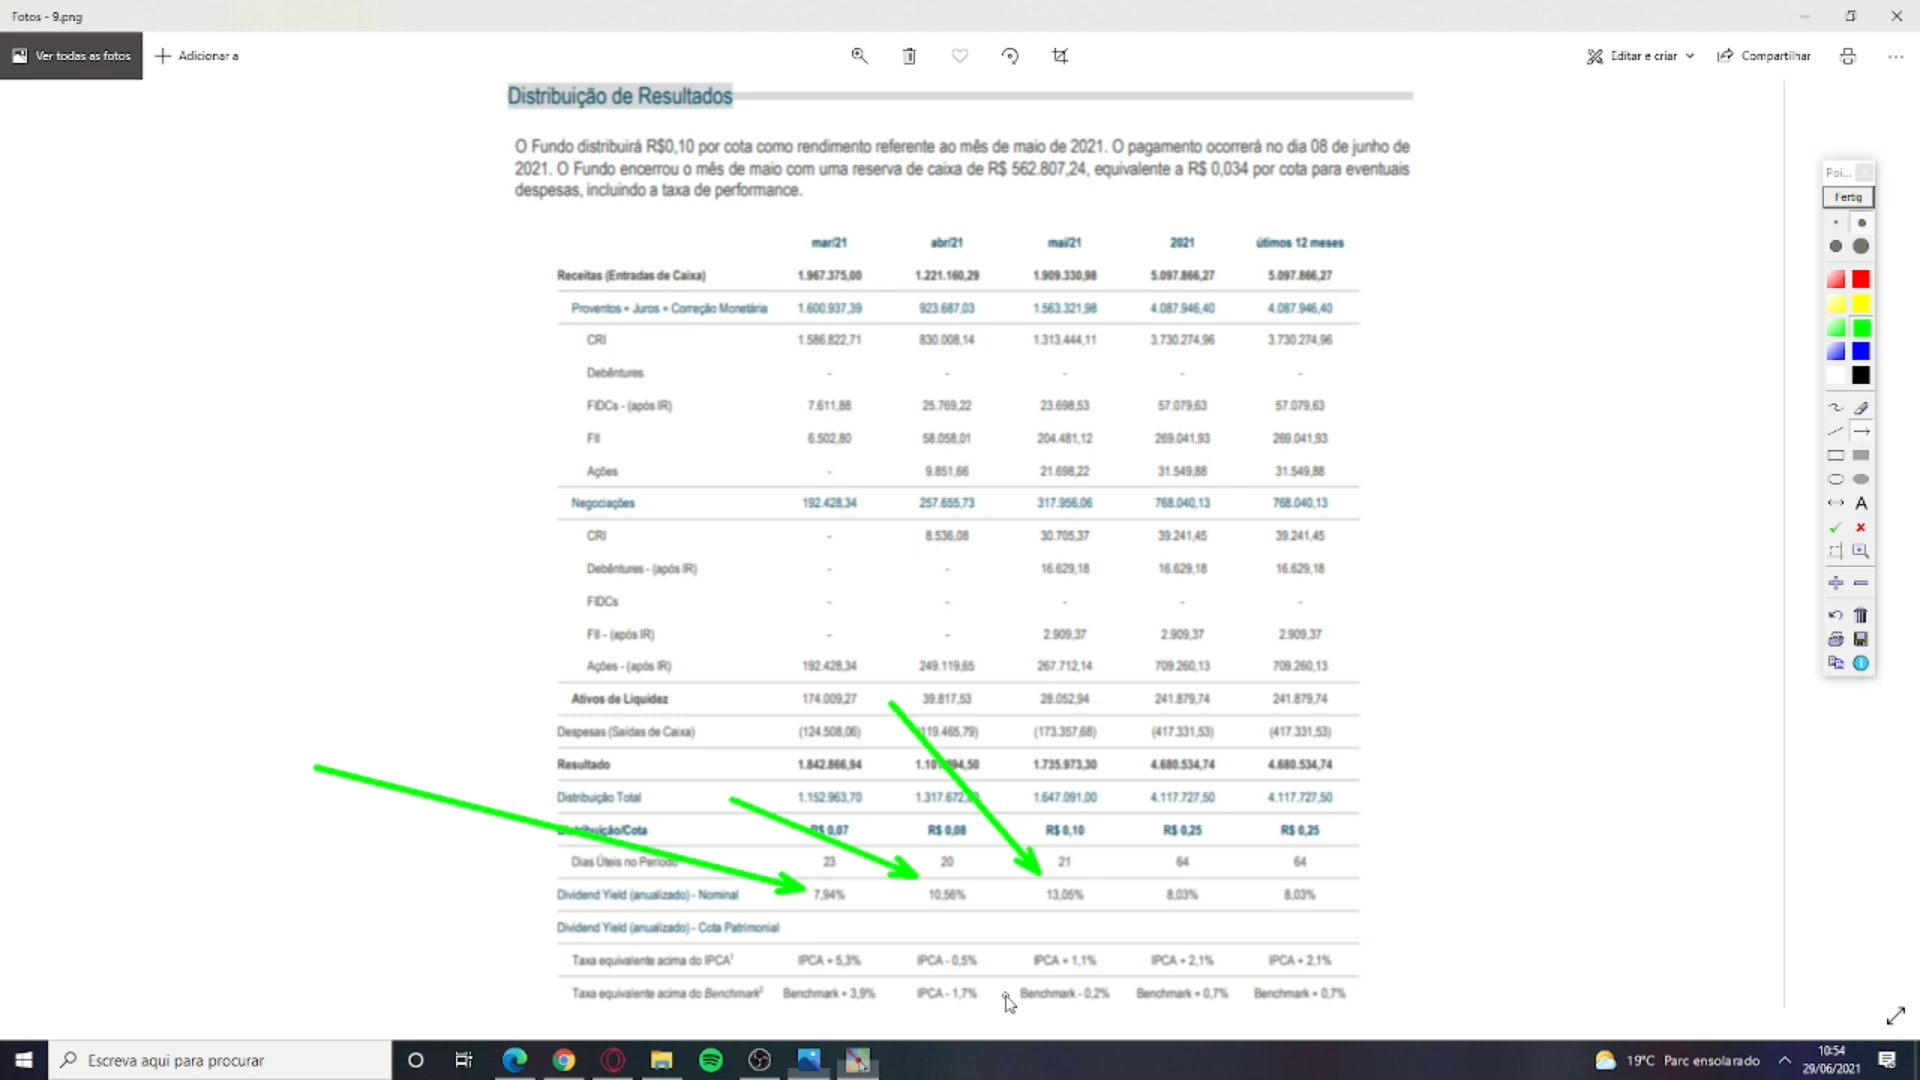 Fotos - 9.png
Ver todas as fotos
Adicionar a
Editar e criar
Compartilhar
Distribuição de Resultados
O Fundo distribuirá R$0,10 por cota como rendimento referente ao mês de maio de 2021. O pagamento ocorrerá no dia 08 de junho de
2021. O Fundo encerrou o mês de maio com uma reserva de caixa de R$ 562.807,24, equivalente a R$ 0,034 por cota para eventuais
despesas, incluindo a taxa de performance.
Poi...
Fertig
mar/21 abr/21 mai/21 2021 útimos 12 meses
Receitas (Entradas de Caixa) 1.967.375,00 1.221.160,29 1.909.330,98 5.097.866,27 5.097.866,27
Proventos + Juros + Correção Monetária 1.600.937,39 923.687,03 1.563.321,98 4.087.946,40 4.087.946,40
CRI 1.586.822,71 830.008,14 1.313.444,11 3.730.274,96 3.730.274,96
Debêntures - - - - -
FIDCs - (após IR) 7.611,88 25.769,22 23.698,53 57.079,63 57.079,63
FII 6.502,80 58.058,01 204.481,12 269.041,93 269.041,93
Ações - 9.851,66 21.698,22 31.549,88 31.549,88
Negociações 192.428,34 257.655,73 317.956,06 768.040,13 768.040,13
CRI - 8.536,08 30.705,37 39.241,45 39.241,45
Debêntures - (após IR) - - 16.629,18 16.629,18 16.629,18
FIDCs - - - - -
FII - (após IR) - - 2.909,37 2.909,37 2.909,37
Ações - (após IR) 192.428,34 249.119,65 267.712,14 709.260,13 709.260,13
Ativos de Liquidez 174.009,27 39.817,53 28.052,94 241.879,74 241.879,74
Despesas (Saídas de Caixa) (124.508,06) (119.465,79) (173.357,68) (417.331,53) (417.331,53)
Resultado 1.842.866,94 1.735.973,30 4.680.534,74 4.680.534,74
Distribuição Total 1.152.963,70 1.647.091,00 4.117.727,50 4.117.727,50
Distribuição/Cota R$ 0,07 R$ 0,08 R$ 0,10 R$ 0,25 R$ 0,25
Dias Úteis no Período 23 20 21 64 64
Dividend Yield (anualizado) - Nominal 7,94% 10,56% 13,05% 8,03% 8,03%
Dividend Yield (anualizado) - Cota Patrimonial
Taxa equivalente acima do IPCA¹ IPCA + 5,3% IPCA - 0,5% IPCA + 1,1% IPCA + 2,1% IPCA + 2,1%
Taxa equivalente acima do Benchmark² Benchmark + 3,9% IPCA - 1,7% Benchmark - 0,2% Benchmark + 0,7% Benchmark + 0,7%
Escreva aqui para procurar
19°C Parc ensolarado
10:54
29/06/2021